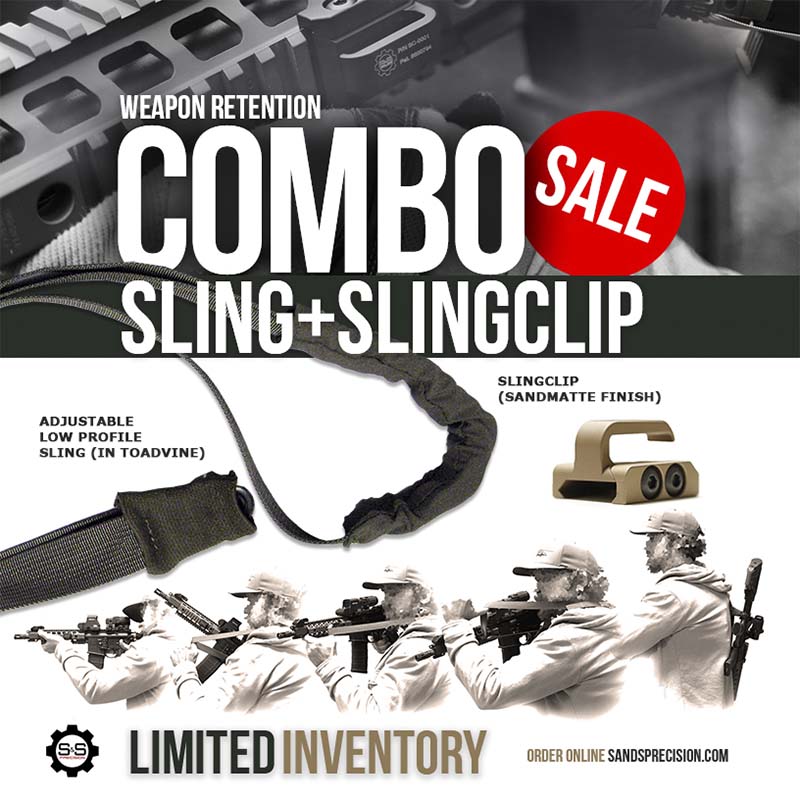 WEAPON RETENTION
COMBO
SALE
SLING+SLINGCLIP
SLINGCLIP
(SANDMATTE FINISH)
ADJUSTABLE
LOW PROFILE
SLING (IN TOADVINE)
S&S
PRECISION
LIMITED INVENTORY
ORDER ONLINE SANDSPRECISION.COM